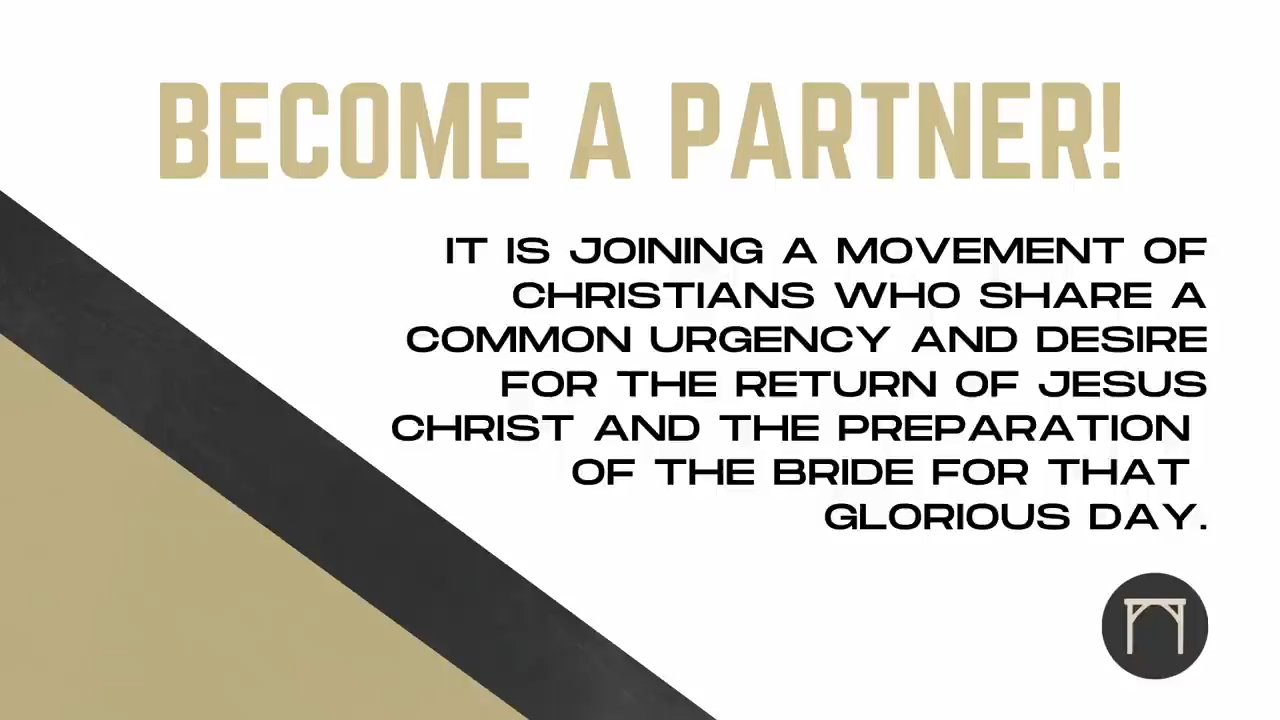 BECOME A PARTNER!
IT IS JOINING A MOVEMENT OF
CHRISTIANS WHO SHARE A
COMMON URGENCY AND DESIRE
FOR THE RETURN OF JESUS
CHRIST AND THE PREPARATION
OF THE BRIDE FOR THAT
GLORIOUS DAY.